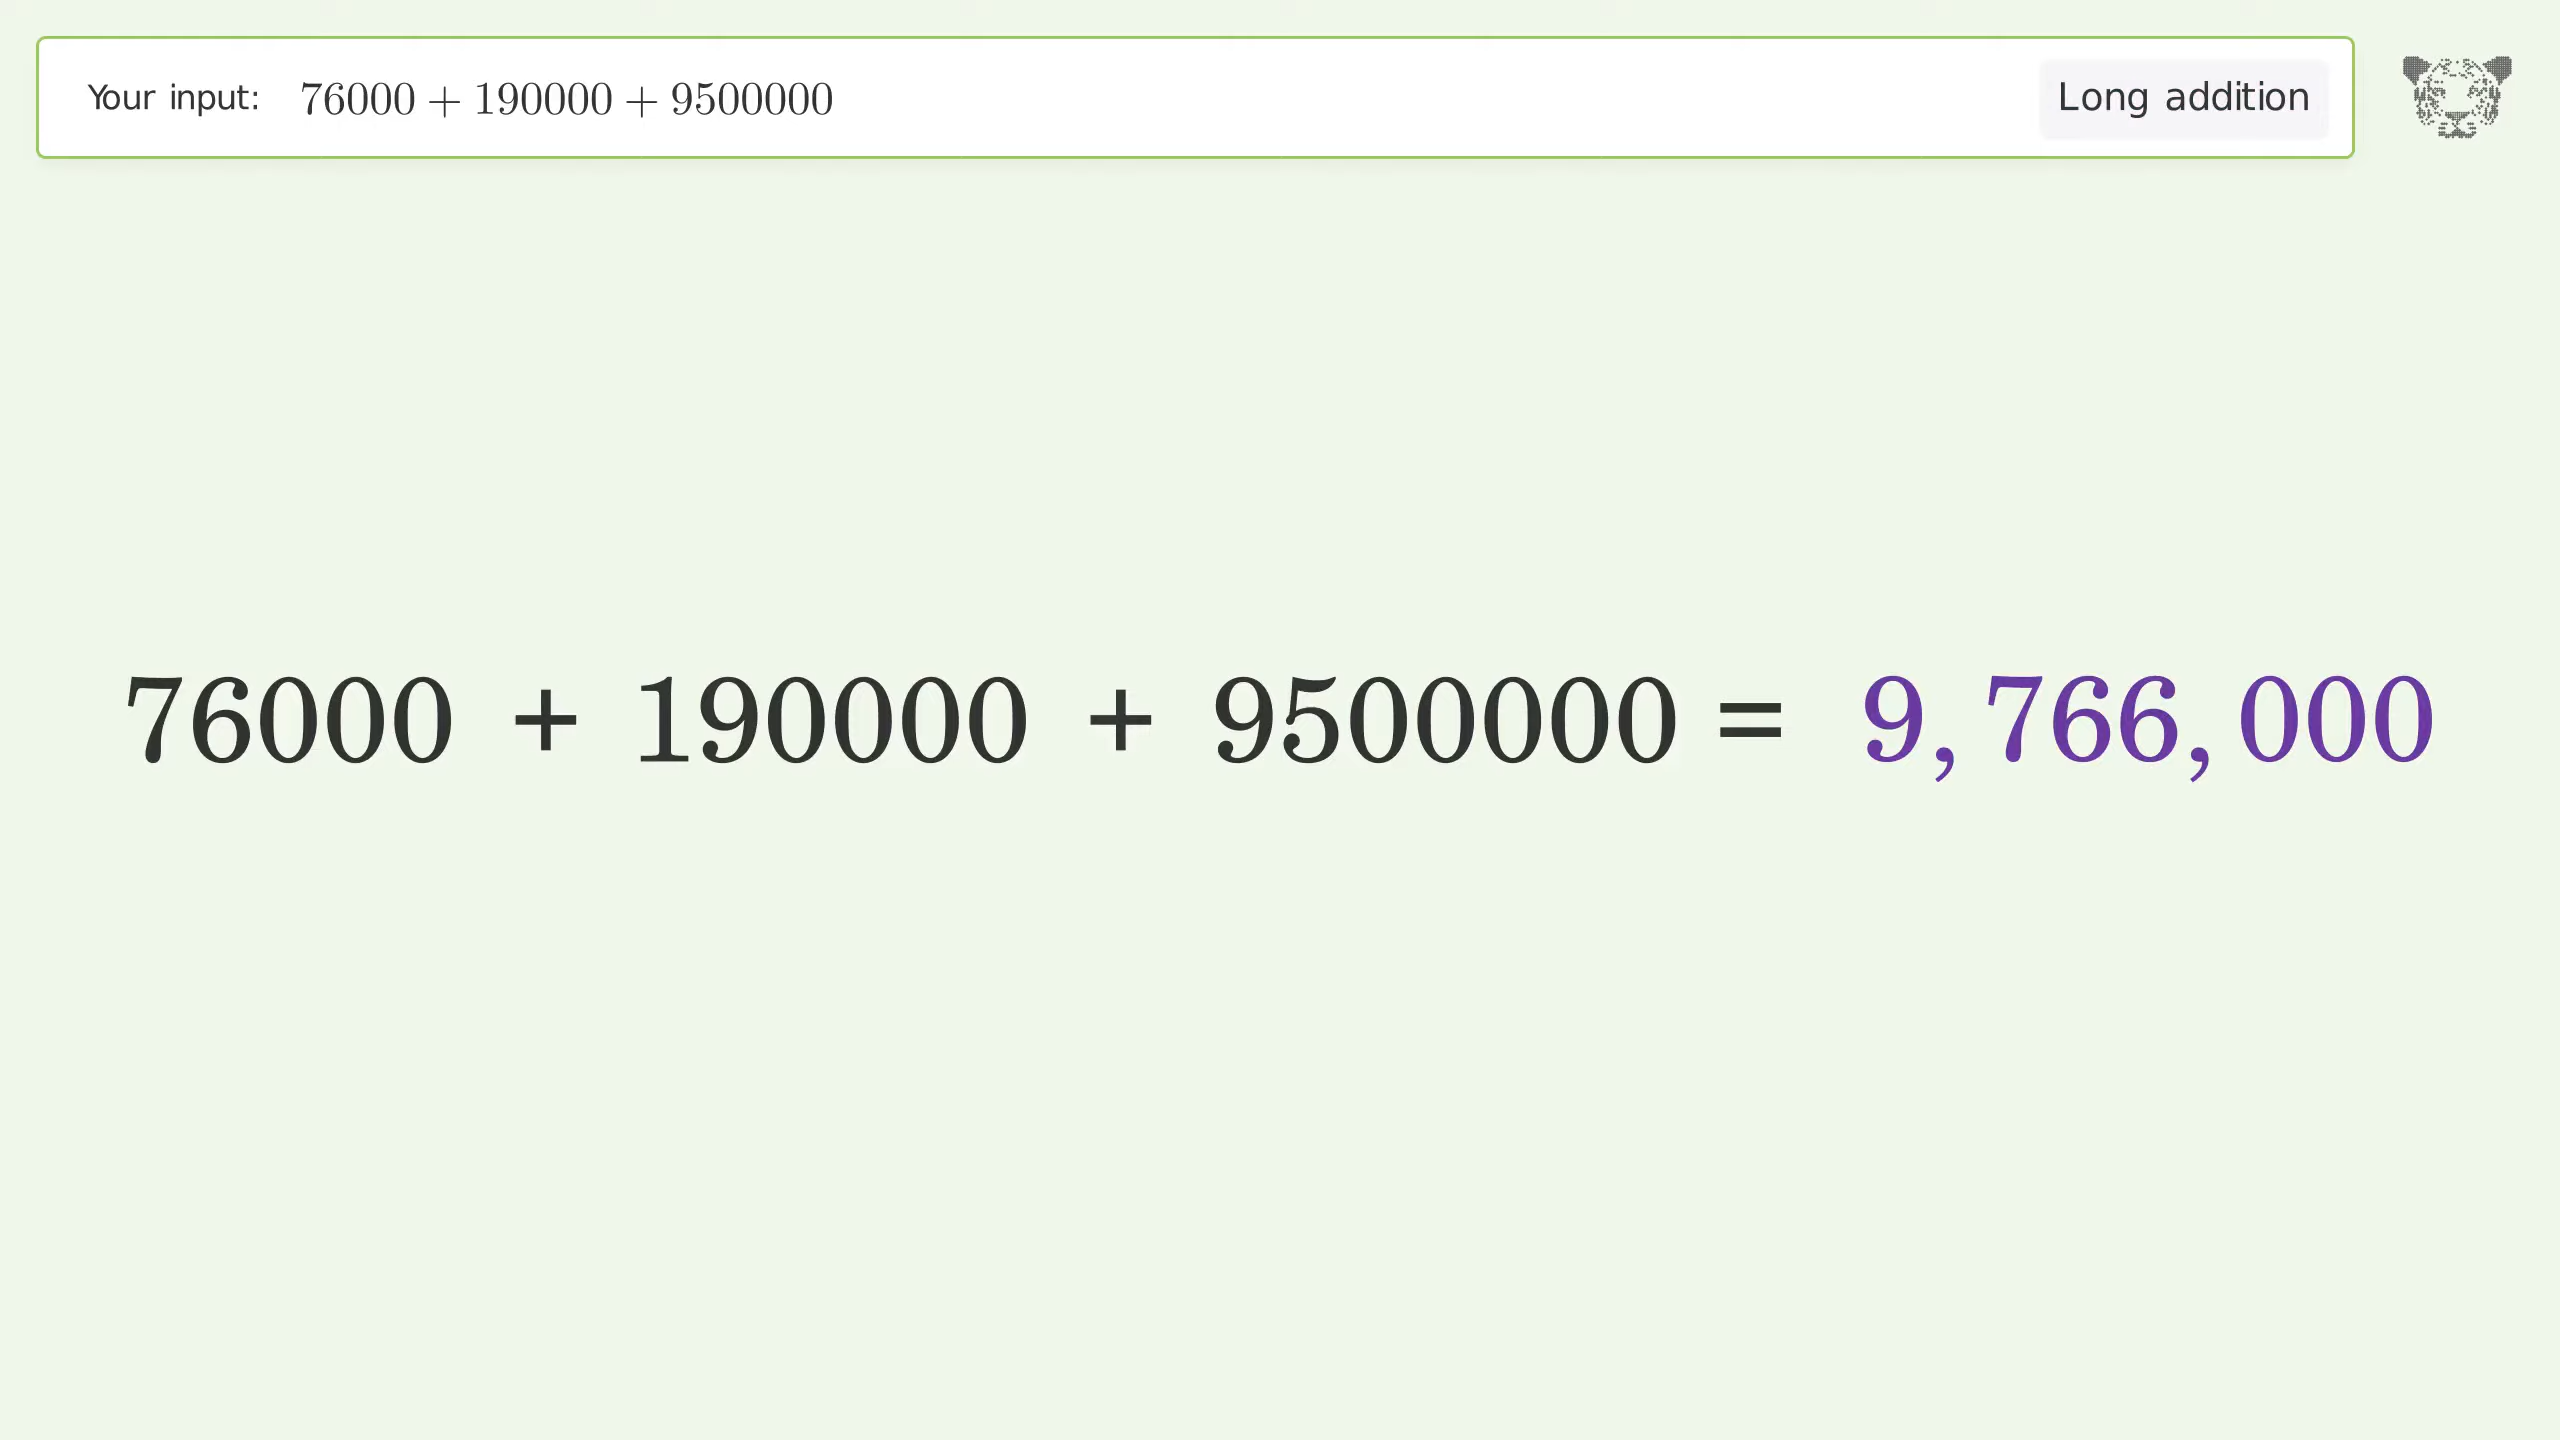 Your input: 76000 + 190000 + 9500000
Long addition
76000 + 190000 + 9500000 = 9,766,000